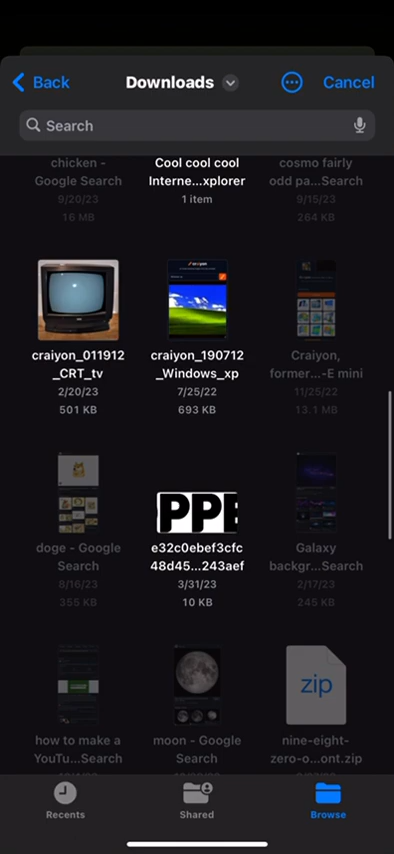 Back
Downloads
Cancel
Search
chicken -
Google Search
9/20/23
16 MB
Cool cool cool
Interne...xplorer
1 item
cosmo fairly
odd pa...Search
9/15/23
264 KB
craiyon
craiyon_011912
_CRT_tv
2/20/23
501 KB
craiyon_190712
_Windows_xp
7/25/22
693 KB
Craiyon,
former...-E mini
11/25/22
13.1 MB
PPE
doge - Google
Search
8/16/23
355 KB
e32c0ebef3cfc
48d45...243aef
3/31/23
10 KB
Galaxy
backgr...Search
2/17/23
245 KB
zip
how to make a
YouTu...Search
moon - Google
Search
nine-eight-
zero-o...ont.zip
Recents
Shared
Browse